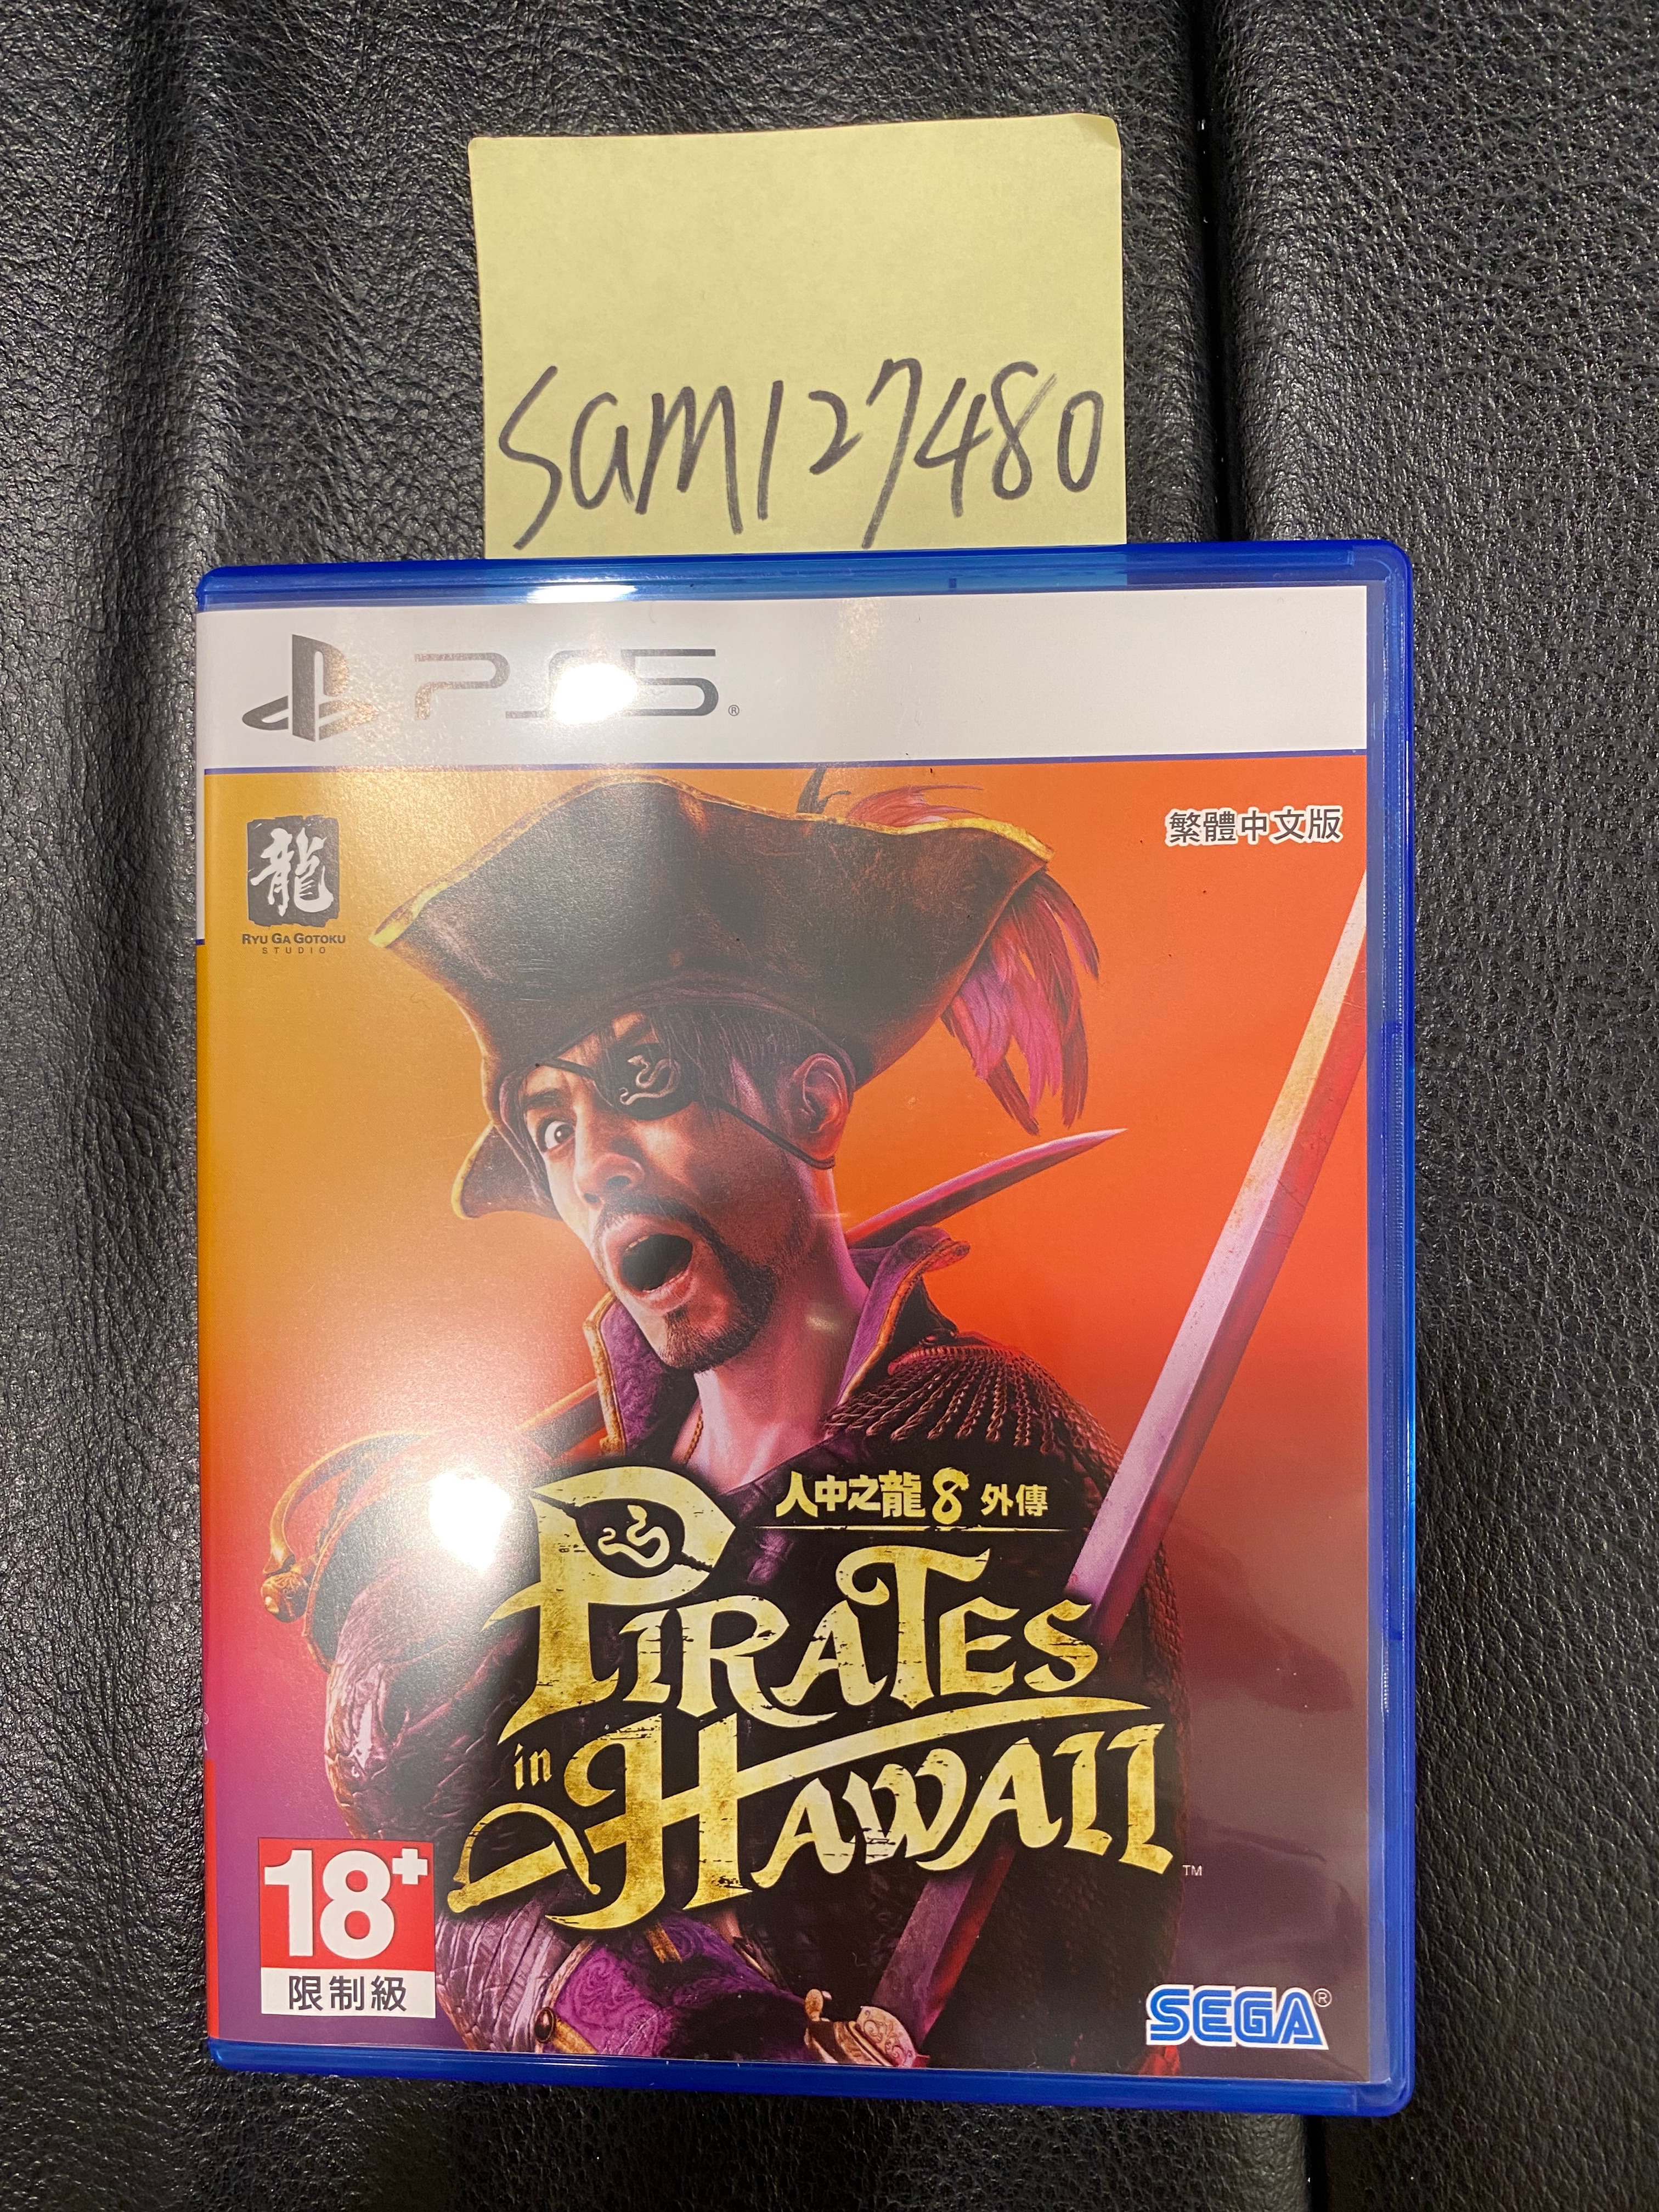 sam127480
PS5®
龍
RYU GA GOTOKU
STUDIO
繁體中文版
人中之龍8外傳
PIRATES
in HAWAII™
18+
限制級
SEGA®